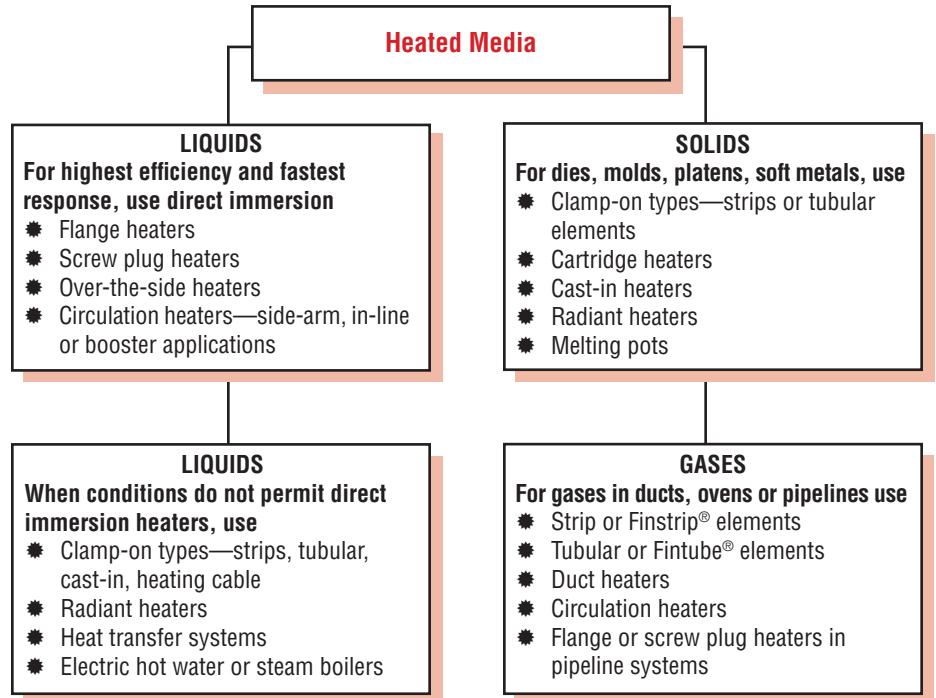 Heated Media
LIQUIDS
For highest efficiency and fastest
response, use direct immersion
✹ Flange heaters
✹ Screw plug heaters
✹ Over-the-side heaters
✹ Circulation heaters—side-arm, in-line
or booster applications
SOLIDS
For dies, molds, platens, soft metals, use
✹ Clamp-on types—strips or tubular
elements
✹ Cartridge heaters
✹ Cast-in heaters
✹ Radiant heaters
✹ Melting pots
LIQUIDS
When conditions do not permit direct
immersion heaters, use
✹ Clamp-on types—strips, tubular,
cast-in, heating cable
✹ Radiant heaters
✹ Heat transfer systems
✹ Electric hot water or steam boilers
GASES
For gases in ducts, ovens or pipelines use
✹ Strip or Finstrip® elements
✹ Tubular or Fintube® elements
✹ Duct heaters
✹ Circulation heaters
✹ Flange or screw plug heaters in
pipeline systems